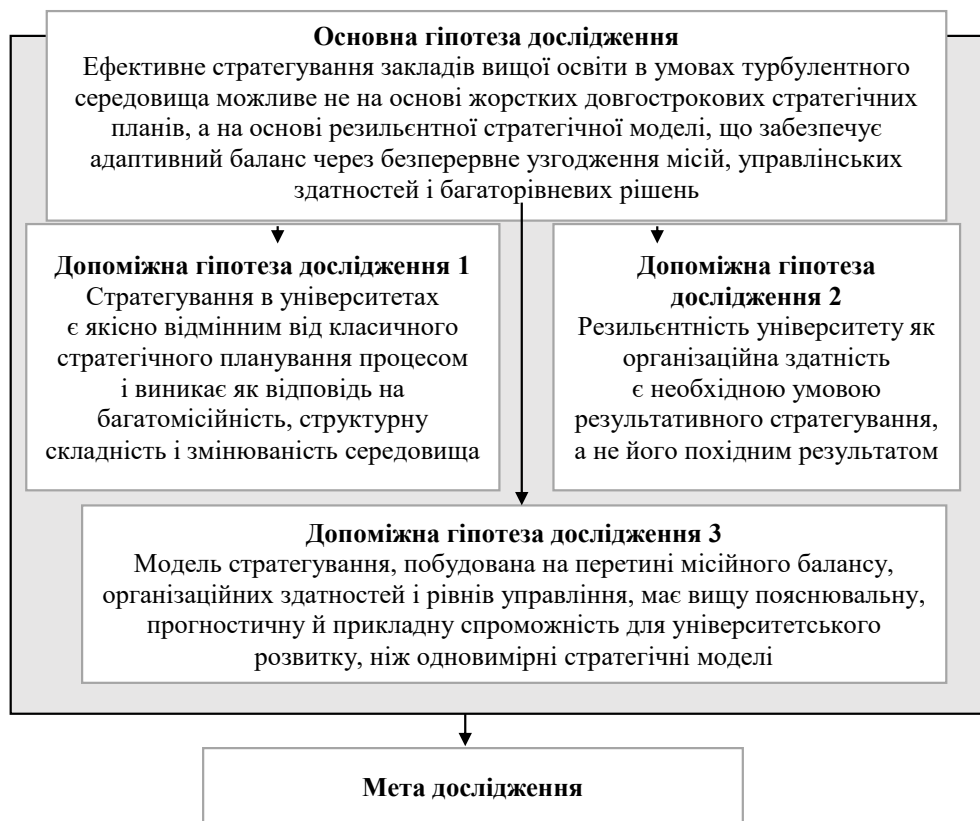 Основна гіпотеза дослідження
Ефективне стратегування закладів вищої освіти в умовах турбулентного
середовища можливе не на основі жорстких довгострокових стратегічних
планів, а на основі резильєнтної стратегічної моделі, що забезпечує
адаптивний баланс через безперервне узгодження місій, управлінських
здатностей і багаторівневих рішень
Допоміжна гіпотеза дослідження 1
Стратегування в університетах
є якісно відмінним від класичного
стратегічного планування процесом
і виникає як відповідь на
багатомісійність, структурну
складність і змінюваність середовища
Допоміжна гіпотеза
дослідження 2
Резильєнтність університету як
організаційна здатність
є необхідною умовою
результативного стратегування,
а не його похідним результатом
Допоміжна гіпотеза дослідження 3
Модель стратегування, побудована на перетині місійного балансу,
організаційних здатностей і рівнів управління, має вищу пояснювальну,
прогностичну й прикладну спроможність для університетського
розвитку, ніж одновимірні стратегічні моделі
Мета дослідження